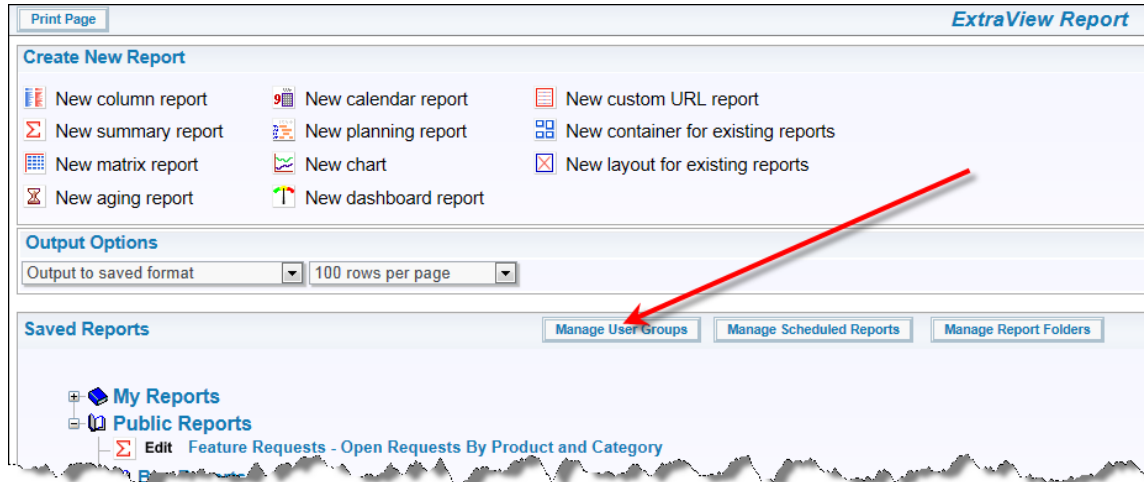 Print Page ExtraView Report
Create New Report
New column report New calendar report New custom URL report
New summary report New planning report New container for existing reports
New matrix report New chart New layout for existing reports
New aging report New dashboard report
Output Options
Output to saved format 100 rows per page
Saved Reports Manage User Groups Manage Scheduled Reports Manage Report Folders
My Reports
Public Reports
Edit Feature Requests - Open Requests By Product and Category